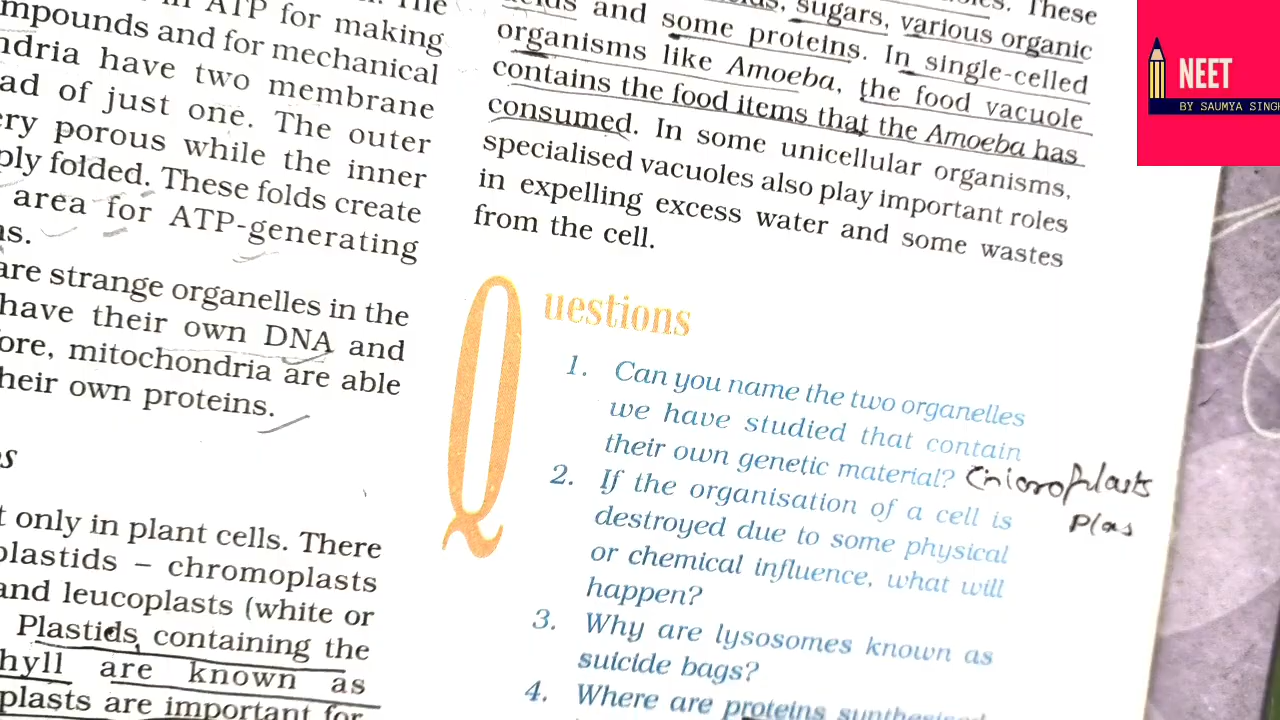 in ATP for making
mpounds and for mechanical
ndria have two membrane
ad of just one. The outer
ery porous while the inner
ply folded. These folds create
area for ATP-generating
ns.
are strange organelles in the
have their own DNA and
ore, mitochondria are able
heir own proteins.
s
t only in plant cells. There
plastids – chromoplasts
and leucoplasts (white or
Plastids containing the
hyll are known as
plasts are important for
and some proteins. In single-celled
sugars, various organic
These
organisms like Amoeba, the food vacuole
contains the food items that the Amoeba has
consumed. In some unicellular organisms,
specialised vacuoles also play important roles
in expelling excess water and some wastes
from the cell.
Questions
1. Can you name the two organelles
we have studied that contain
their own genetic material? Chloroplasts
Plas
2. If the organisation of a cell is
destroyed due to some physical
or chemical influence, what will
happen?
3. Why are lysosomes known as
suicide bags?
4. Where are proteins synthesised
NEET
BY SAUMYA SINGH